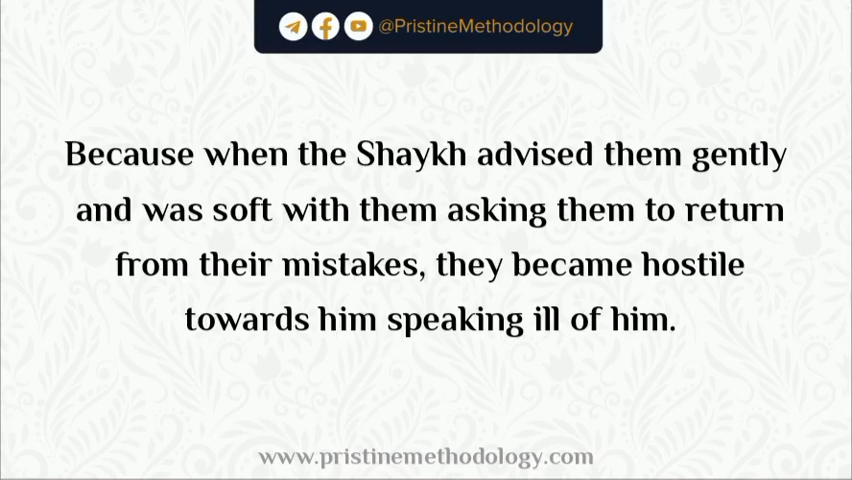 @PristineMethodology
Because when the Shaykh advised them gently
and was soft with them asking them to return
from their mistakes, they became hostile
towards him speaking ill of him.
www.pristinemethodology.com